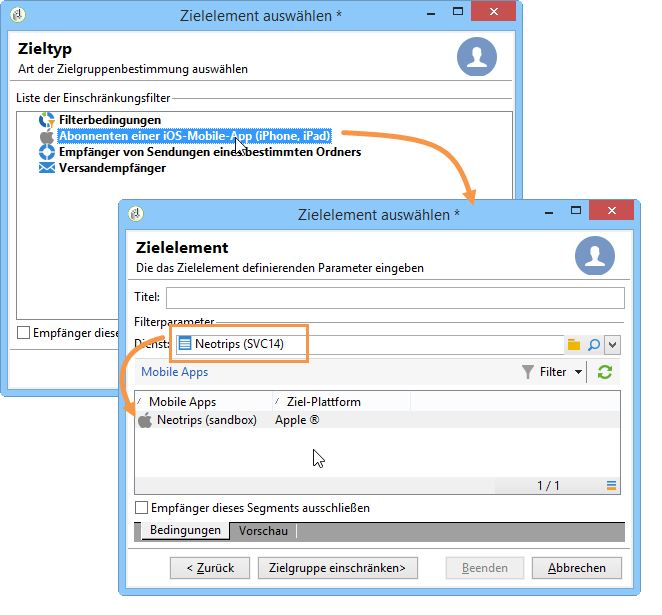 Zielelement auswählen *
Zieltyp
Art der Zielgruppenbestimmung auswählen
Liste der Einschränkungsfilter
Filterbedingungen
Abonnenten einer iOS-Mobile-App (iPhone, iPad)
Empfänger von Sendungen eines bestimmten Ordners
Versandempfänger
Empfänger diese
Zielelement auswählen *
Zielelement
Die das Zielelement definierenden Parameter eingeben
Titel:
Filterparameter
Dienst: Neotrips (SVC14)
Mobile Apps Filter
Mobile Apps Ziel-Plattform
Neotrips (sandbox) Apple ®
1 / 1
Empfänger dieses Segments ausschließen
Bedingungen Vorschau
< Zurück Zielgruppe einschränken> Beenden Abbrechen